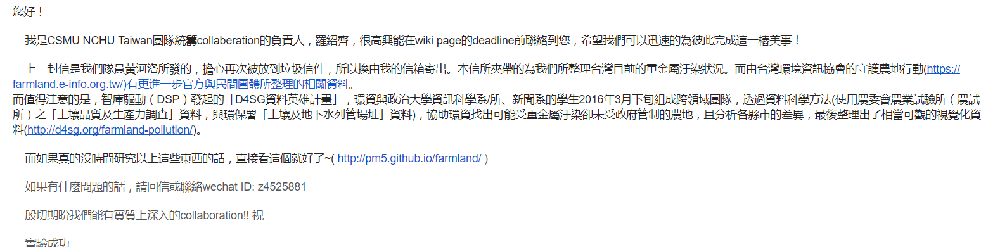 您好！
我是CSMU NCHU Taiwan團隊統籌collaberation的負責人，羅紹齊，很高興能在wiki page的deadline前聯絡到您，希望我們可以迅速的為彼此完成這一樁美事！
上一封信是我們隊員黃河洛所發的，擔心再次被放到垃圾信件，所以換由我的信箱寄出。本信所夾帶的為我們所整理台灣目前的重金屬汙染狀況。而由台灣環境資訊協會的守護農地行動(https://
farmland.e-info.org.tw/)有更進一步官方與民間團體所整理的相關資料。
而值得注意的是，智庫驅動（DSP）發起的「D4SG資料英雄計畫」，環資與政治大學資訊科學系/所、新聞系的學生2016年3月下旬組成跨領域團隊，透過資料科學方法(使用農委會農業試驗所（農試
所）之「土壤品質及生產力調查」資料，與環保署「土壤及地下水列管場址」資料)，協助環資找出可能受重金屬汙染卻未受政府管制的農地，且分析各縣市的差異，最後整理出了相當可觀的視覺化資
料(http://d4sg.org/farmland-pollution/)。
而如果真的沒時間研究以上這些東西的話，直接看這個就好了~( http://pm5.github.io/farmland/ )
如果有什麼問題的話，請回信或聯絡wechat ID: z4525881
殷切期盼我們能有實質上深入的collaboration!! 祝
實驗成功